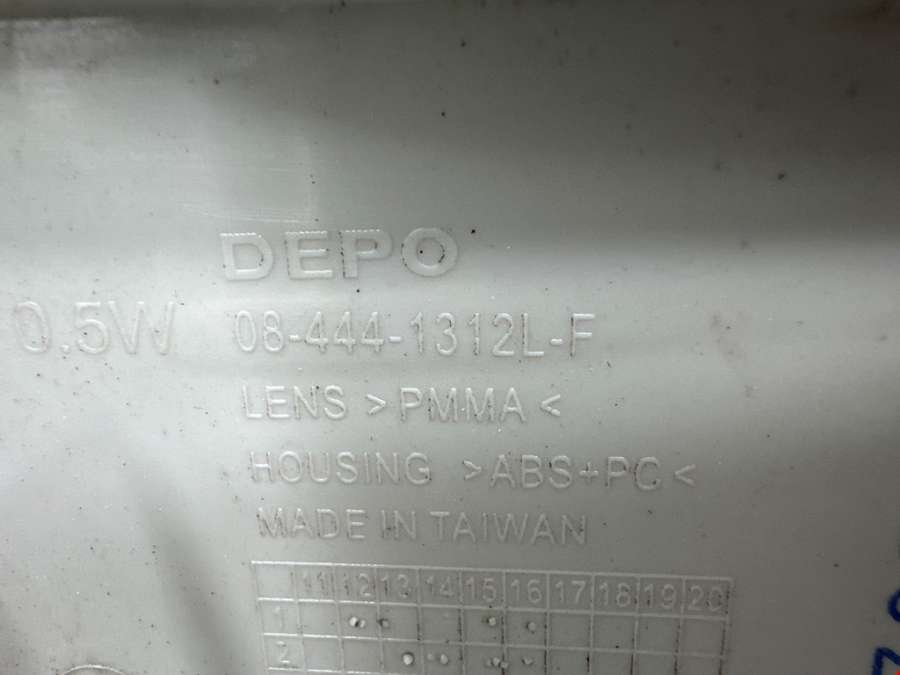 DEPO
0.5W 08-444-1312L-F
LENS >PMMA<
HOUSING >ABS+PC<
MADE IN TAIWAN
11 12 13 14 15 16 17 18 19 20
1
2